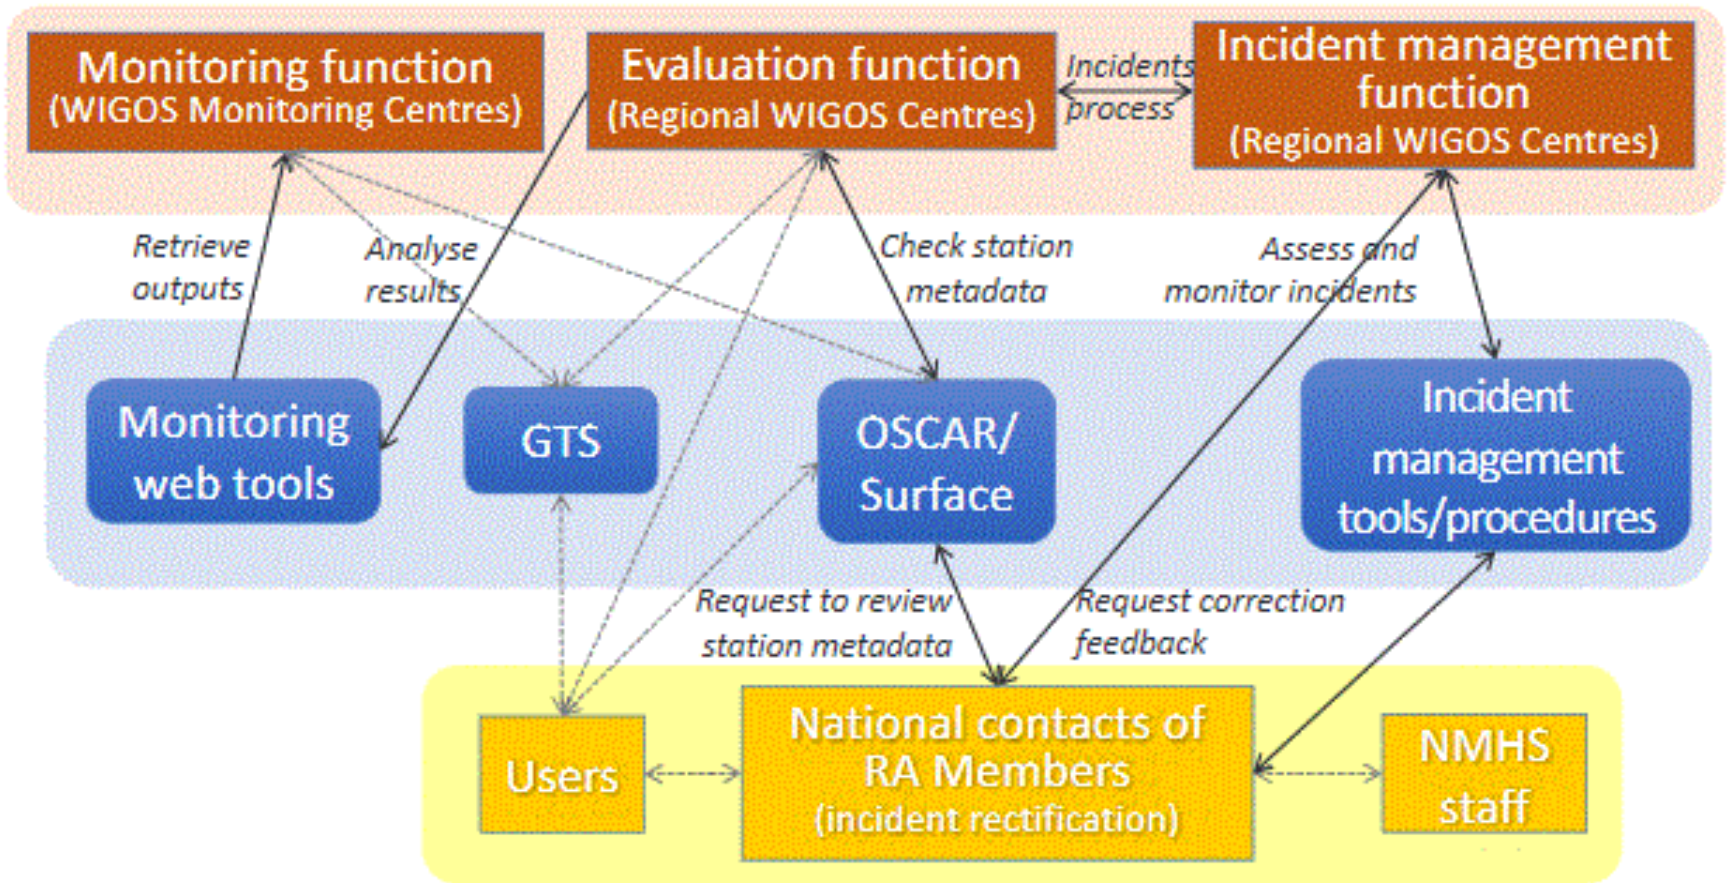 Monitoring function
(WIGOS Monitoring Centres)
Evaluation function
(Regional WIGOS Centres)
Incidents
process
Incident management
function
(Regional WIGOS Centres)
Retrieve
outputs
Analyse
results
Check station
metadata
Assess and
monitor incidents
Monitoring
web tools
GTS
OSCAR/
Surface
Incident
management
tools/procedures
Request to review
station metadata
Request correction
feedback
Users
National contacts of
RA Members
(incident rectification)
NMHS
staff